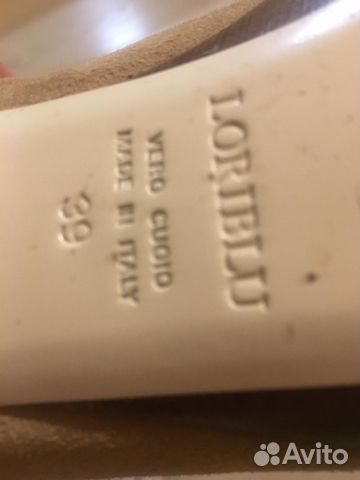 LORIBLU
VERO CUOIO
MADE IN ITALY
39
Avito